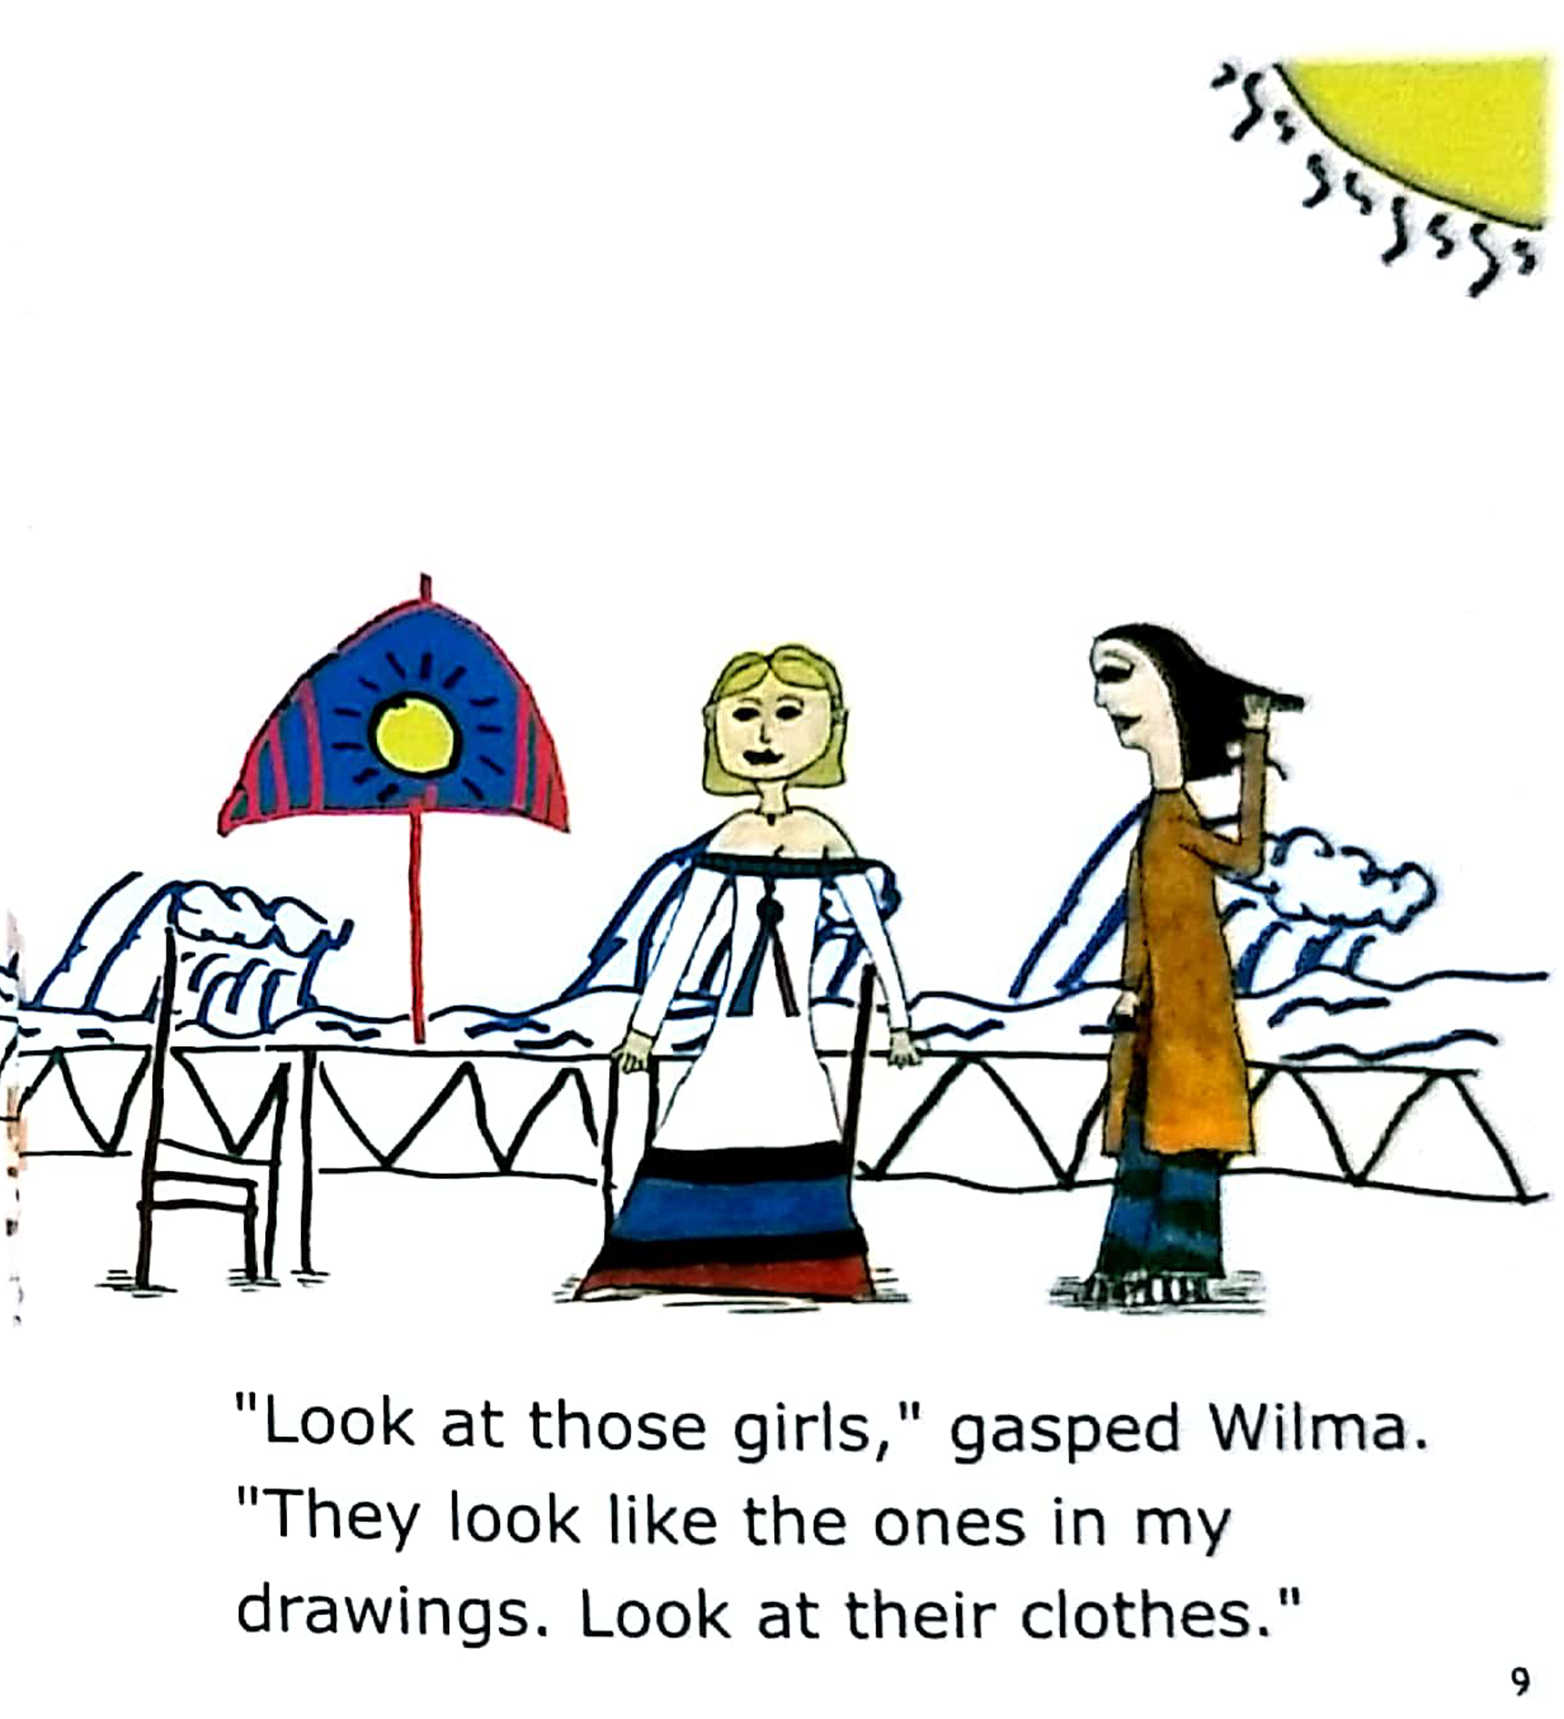 "Look at those girls," gasped Wilma.
"They look like the ones in my
drawings. Look at their clothes."
9